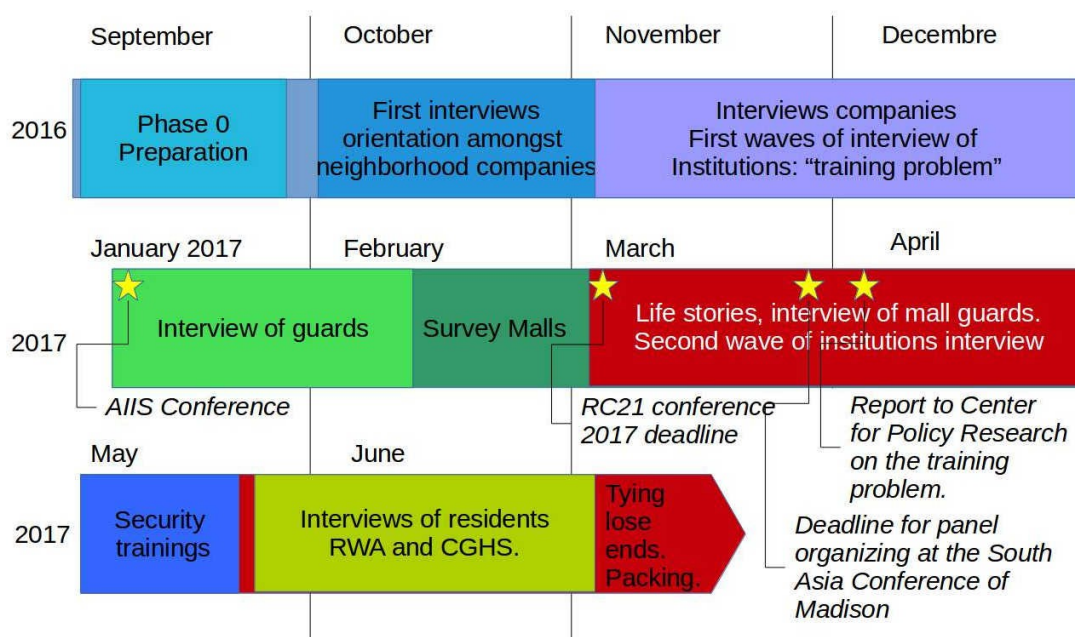 September
October
November
Decembre
2016
Phase 0
Preparation
First interviews
orientation amongst
neighborhood companies
Interviews companies
First waves of interview of
Institutions: “training problem”
January 2017
February
March
April
2017
Interview of guards
Survey Malls
Life stories, interview of mall guards.
Second wave of institutions interview
AIIS Conference
RC21 conference
2017 deadline
Report to Center
for Policy Research
on the training
problem.
May
June
2017
Security
trainings
Interviews of residents
RWA and CGHS.
Tying
lose
ends.
Packing.
Deadline for panel
organizing at the South
Asia Conference of
Madison